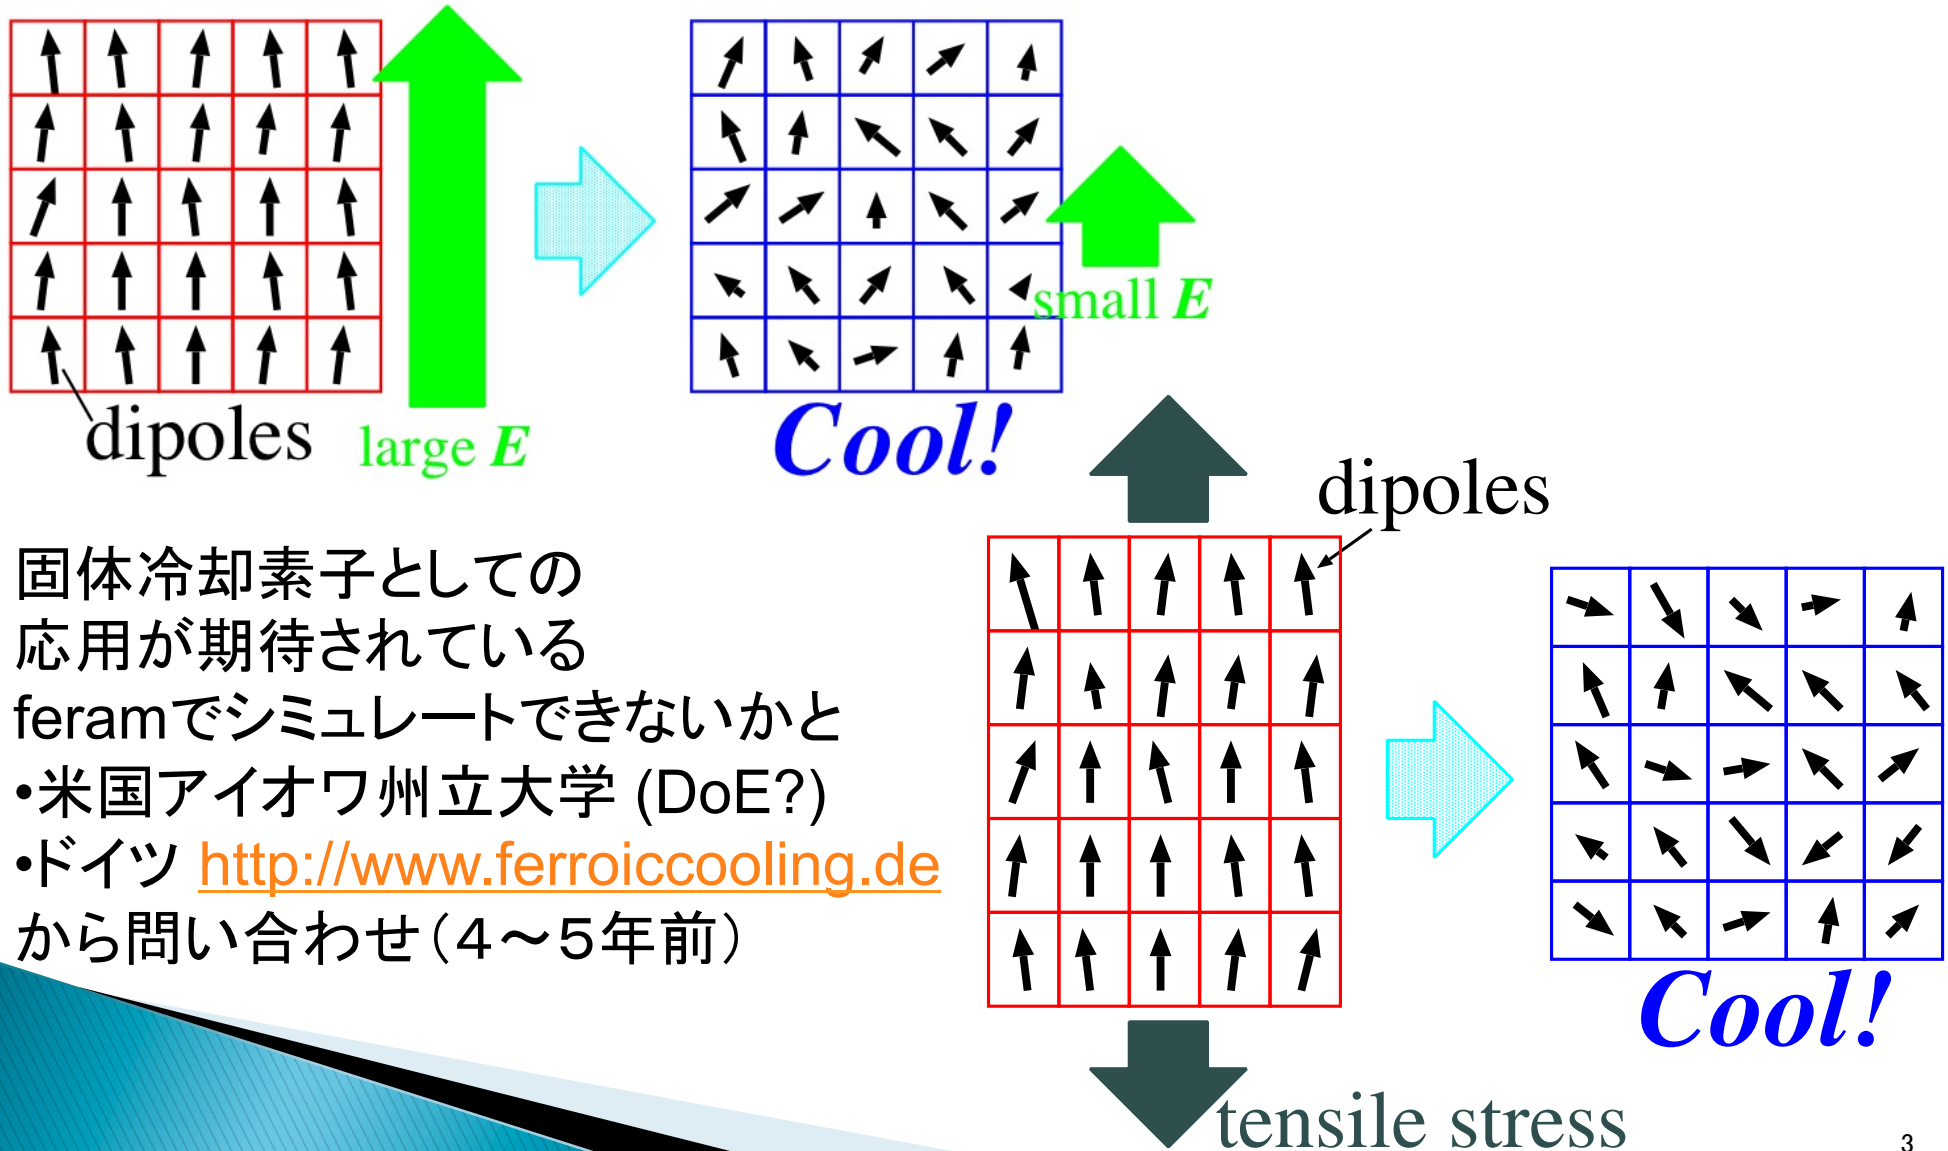 dipoles
large E
small E
Cool!
固体冷却素子としての
応用が期待されている
feramでシミュレートできないかと
•米国アイオワ州立大学 (DoE?)
•ドイツ http://www.ferroiccooling.de
から問い合わせ（４～５年前）
dipoles
Cool!
tensile stress
3